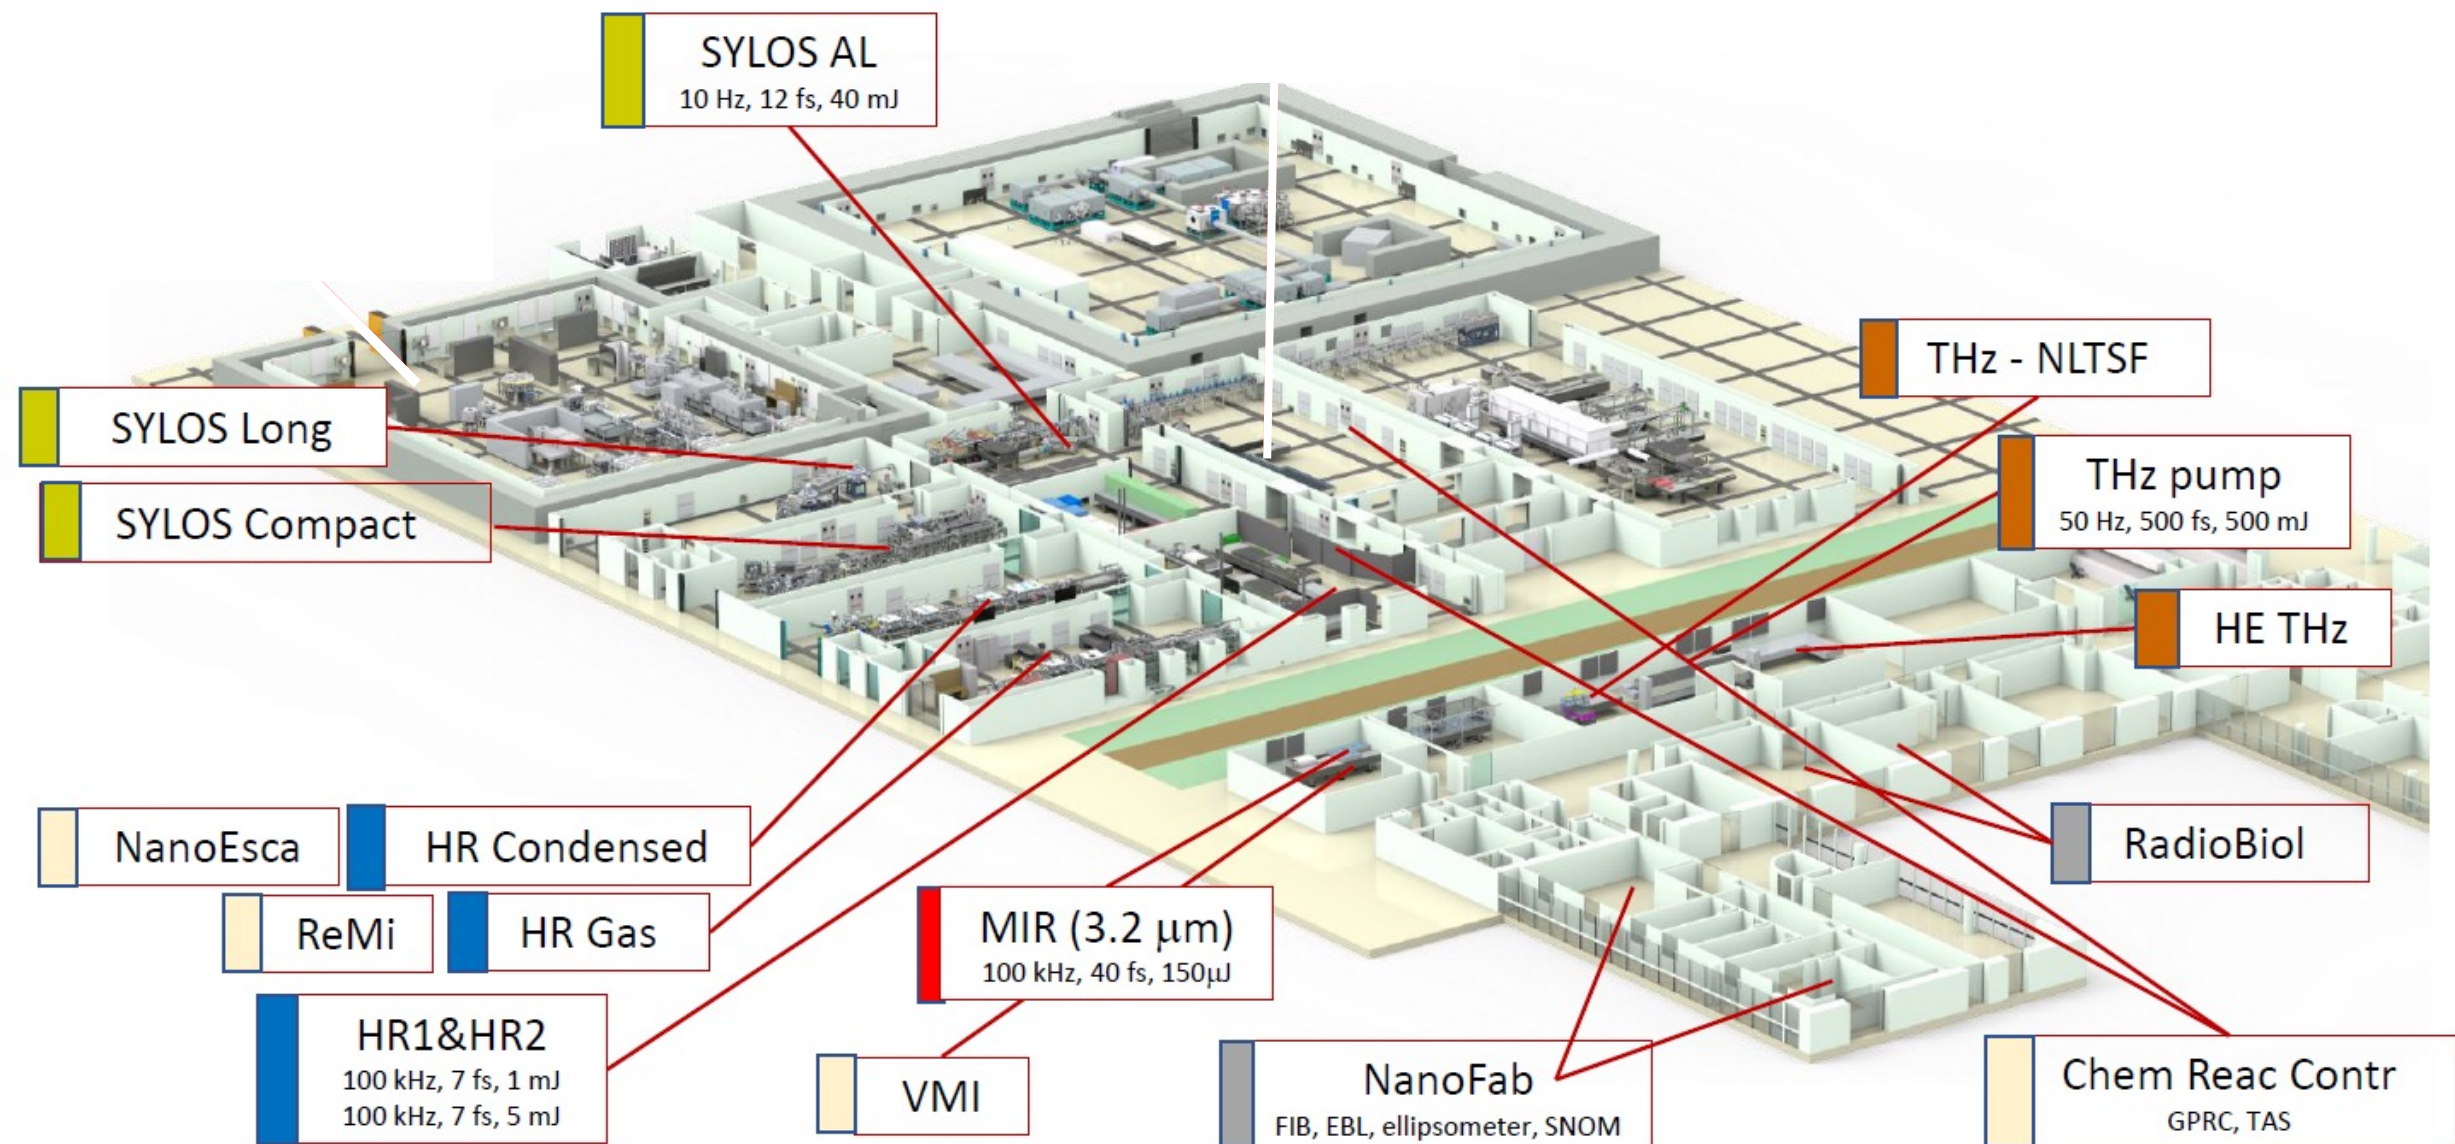 SYLOS AL
10 Hz, 12 fs, 40 mJ
THz - NLTSF
SYLOS Long
THz pump
50 Hz, 500 fs, 500 mJ
SYLOS Compact
HE THz
NanoEsca
HR Condensed
RadioBiol
ReMi
HR Gas
MIR (3.2 μm)
100 kHz, 40 fs, 150μJ
HR1&HR2
100 kHz, 7 fs, 1 mJ
100 kHz, 7 fs, 5 mJ
VMI
NanoFab
FIB, EBL, ellipsometer, SNOM
Chem Reac Contr
GPRC, TAS